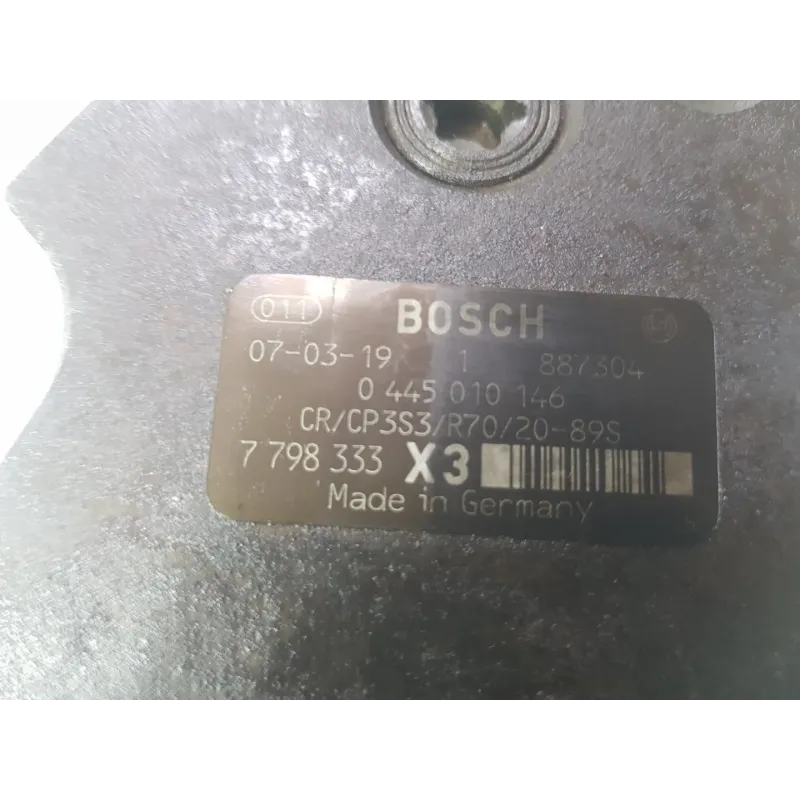 011 BOSCH
07-03-19 1 887304
0 445 010 146
CR/CP3S3/R70/20-89S
7 798 333 X3
Made in Germany